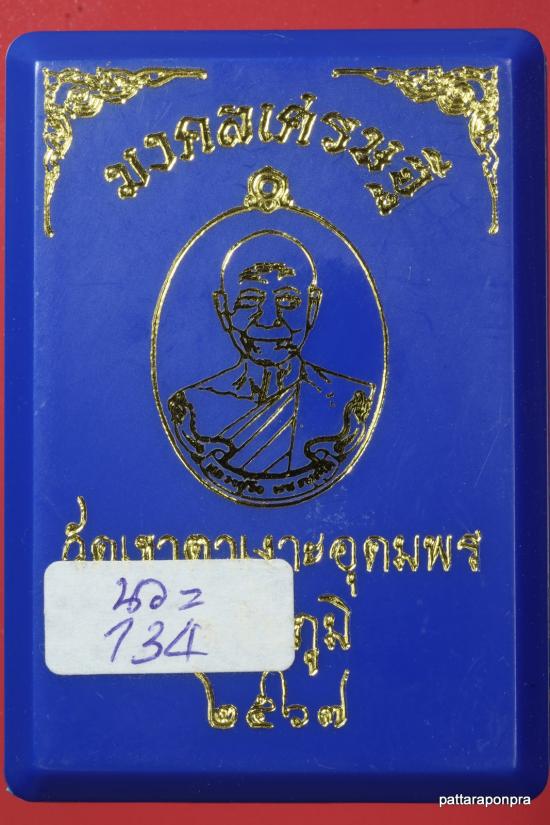 มงคลเศรษฐี
วัดเขาตาเงาะอุดมพร
นวะ
134
ภูมิ
๒๕๖๗
pattaraponpra